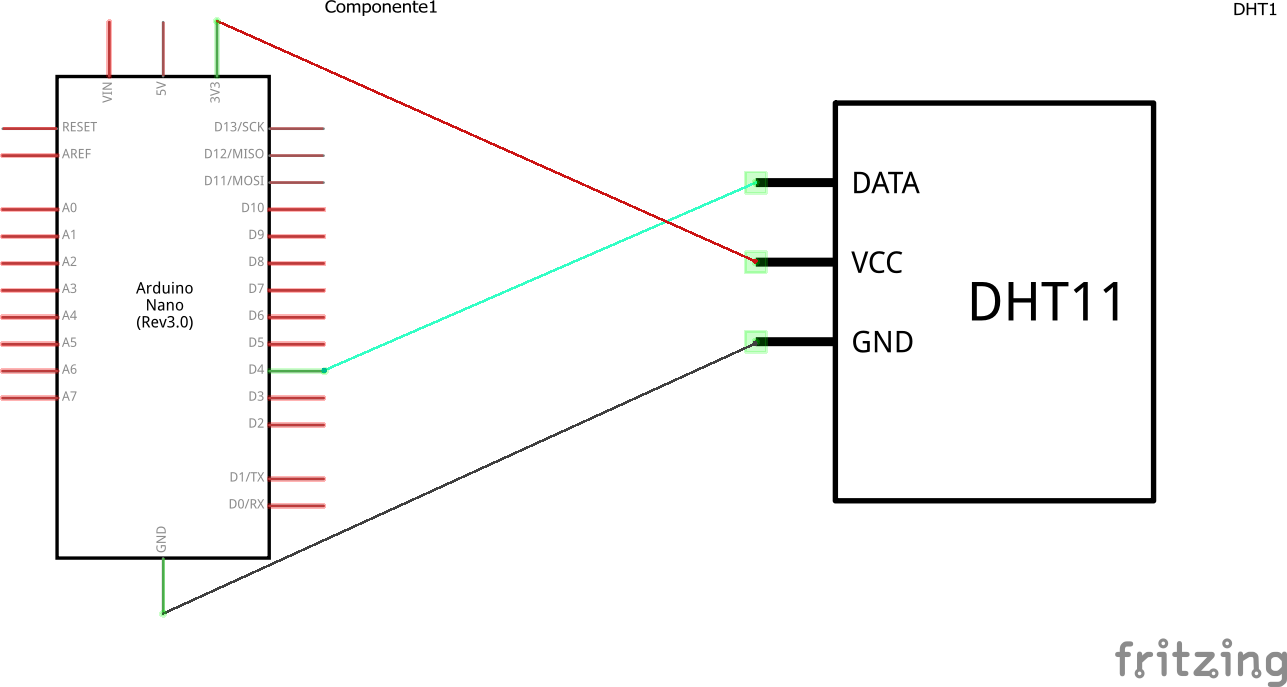 Componente1
DHT1
VIN
5V
3V3
RESET
AREF
A0
A1
A2
A3
A4
A5
A6
A7
Arduino
Nano
(Rev3.0)
D13/SCK
D12/MISO
D11/MOSI
D10
D9
D8
D7
D6
D5
D4
D3
D2
D1/TX
D0/RX
GND
DATA
VCC
GND
DHT11
fritzing